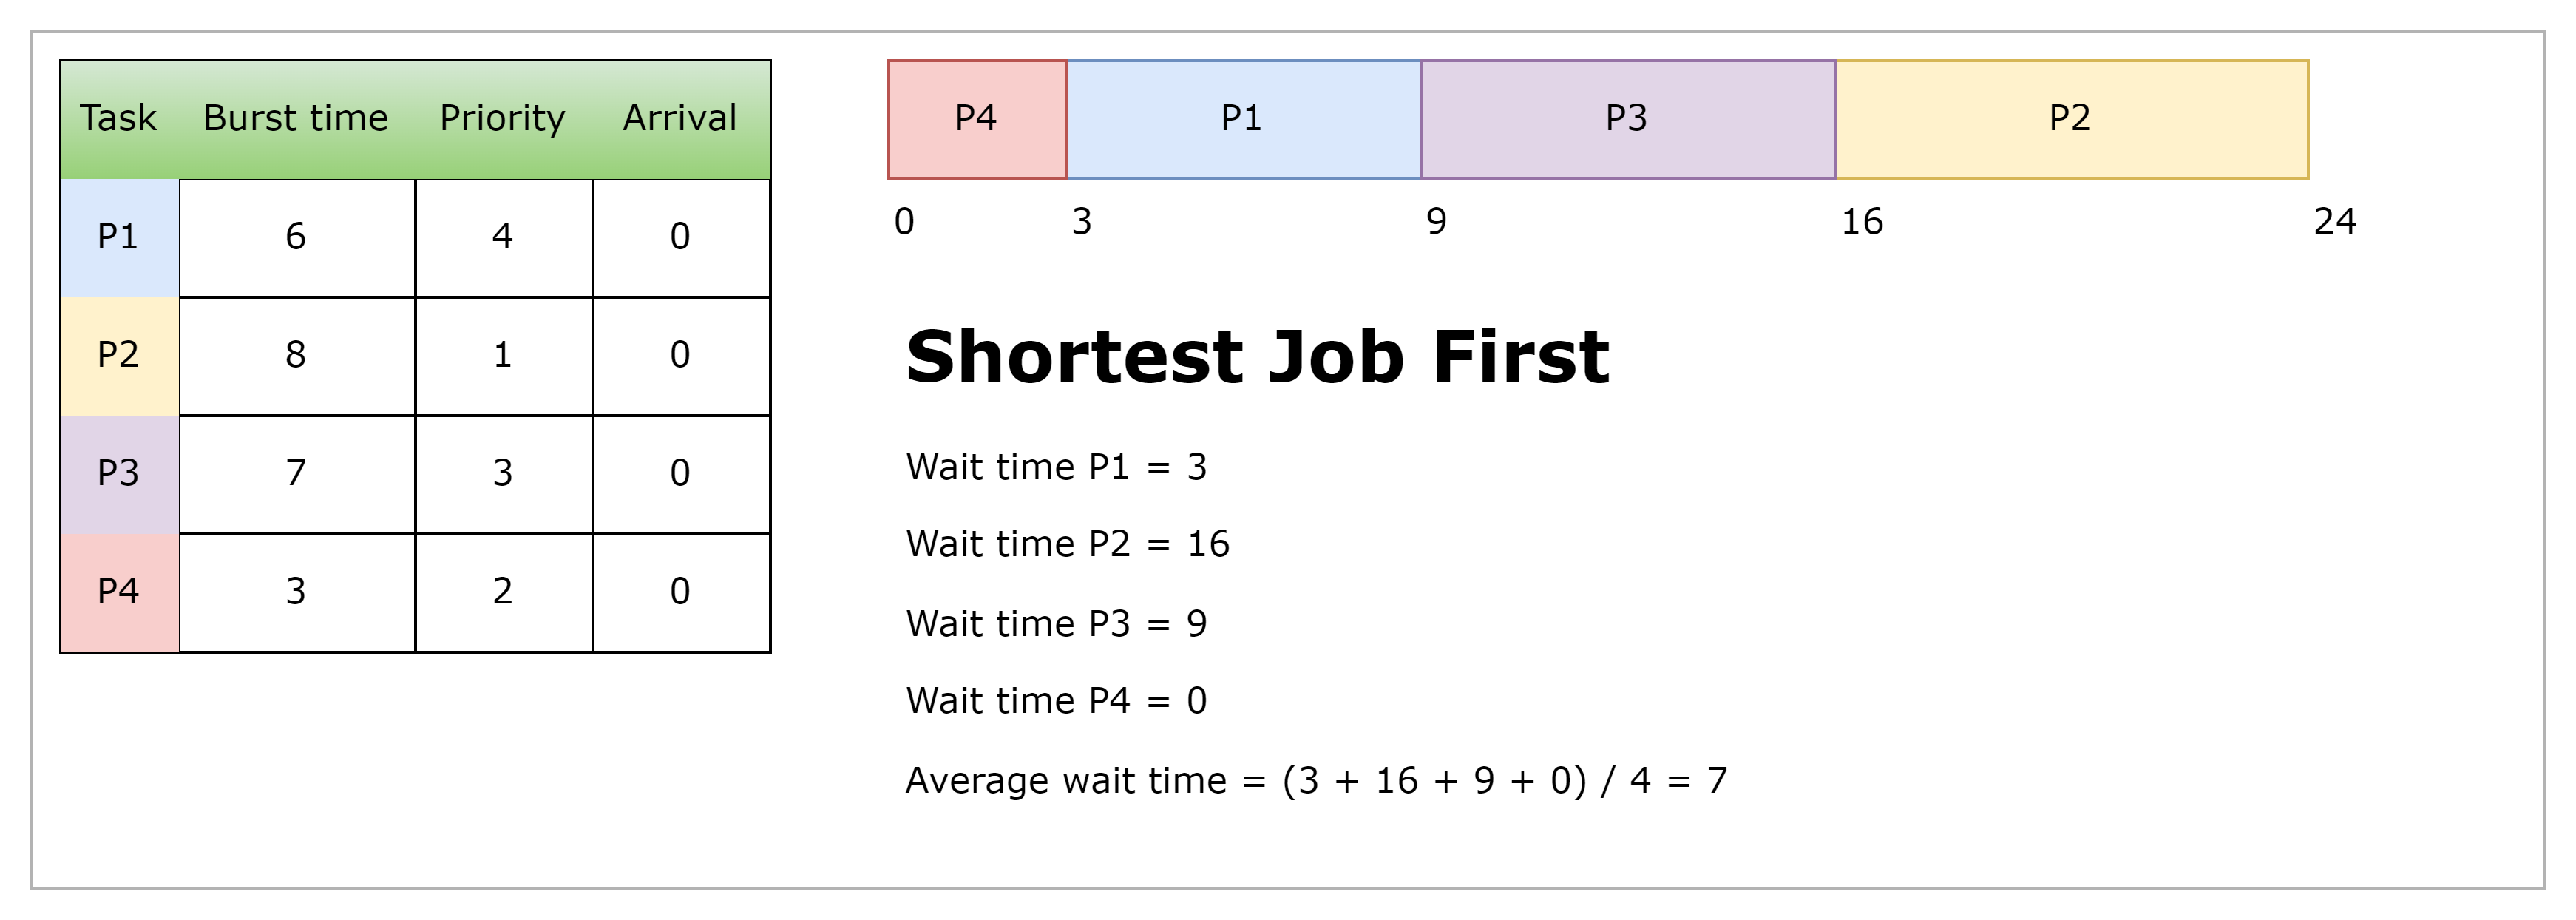 Task Burst time Priority Arrival
P1 6 4 0
P2 8 1 0
P3 7 3 0
P4 3 2 0
P4 P1 P3 P2
0 3 9 16 24
Shortest Job First
Wait time P1 = 3
Wait time P2 = 16
Wait time P3 = 9
Wait time P4 = 0
Average wait time = (3 + 16 + 9 + 0) / 4 = 7